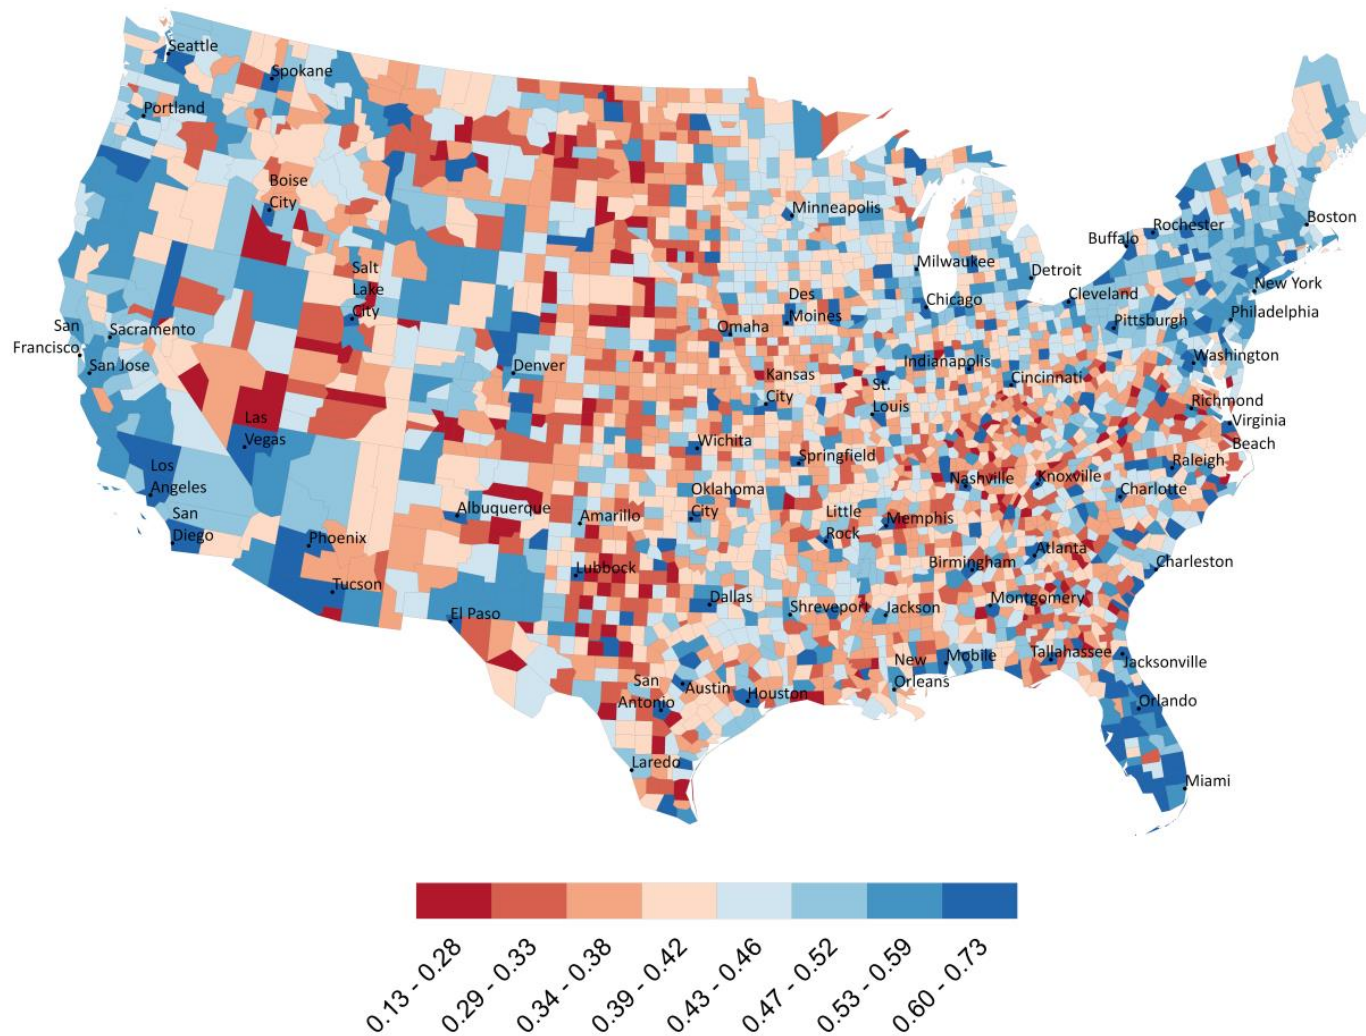 Seattle
Spokane
Portland
Boise
City
Minneapolis
Rochester
Boston
Buffalo
Milwaukee
Detroit
Salt
Lake
City
New York
Des
Moines
Chicago
Cleveland
Philadelphia
Pittsburgh
San
Francisco
Sacramento
Omaha
Washington
San Jose
Denver
Indianapolis
Kansas
City
St.
Louis
Cincinnati
Richmond
Las
Vegas
Virginia
Beach
Wichita
Springfield
Raleigh
Los
Angeles
Nashville
Knoxville
Charlotte
Oklahoma
City
San
Diego
Albuquerque
Amarillo
Little
Rock
Memphis
Phoenix
Atlanta
Birmingham
Charleston
Lubbock
Tucson
Dallas
Shreveport
Jackson
Montgomery
El Paso
New
Orleans
Mobile
Tallahassee
Jacksonville
San
Antonio
Austin
Houston
Orlando
Laredo
Miami
0.13 - 0.28
0.29 - 0.33
0.34 - 0.38
0.39 - 0.42
0.43 - 0.46
0.47 - 0.52
0.53 - 0.59
0.60 - 0.73